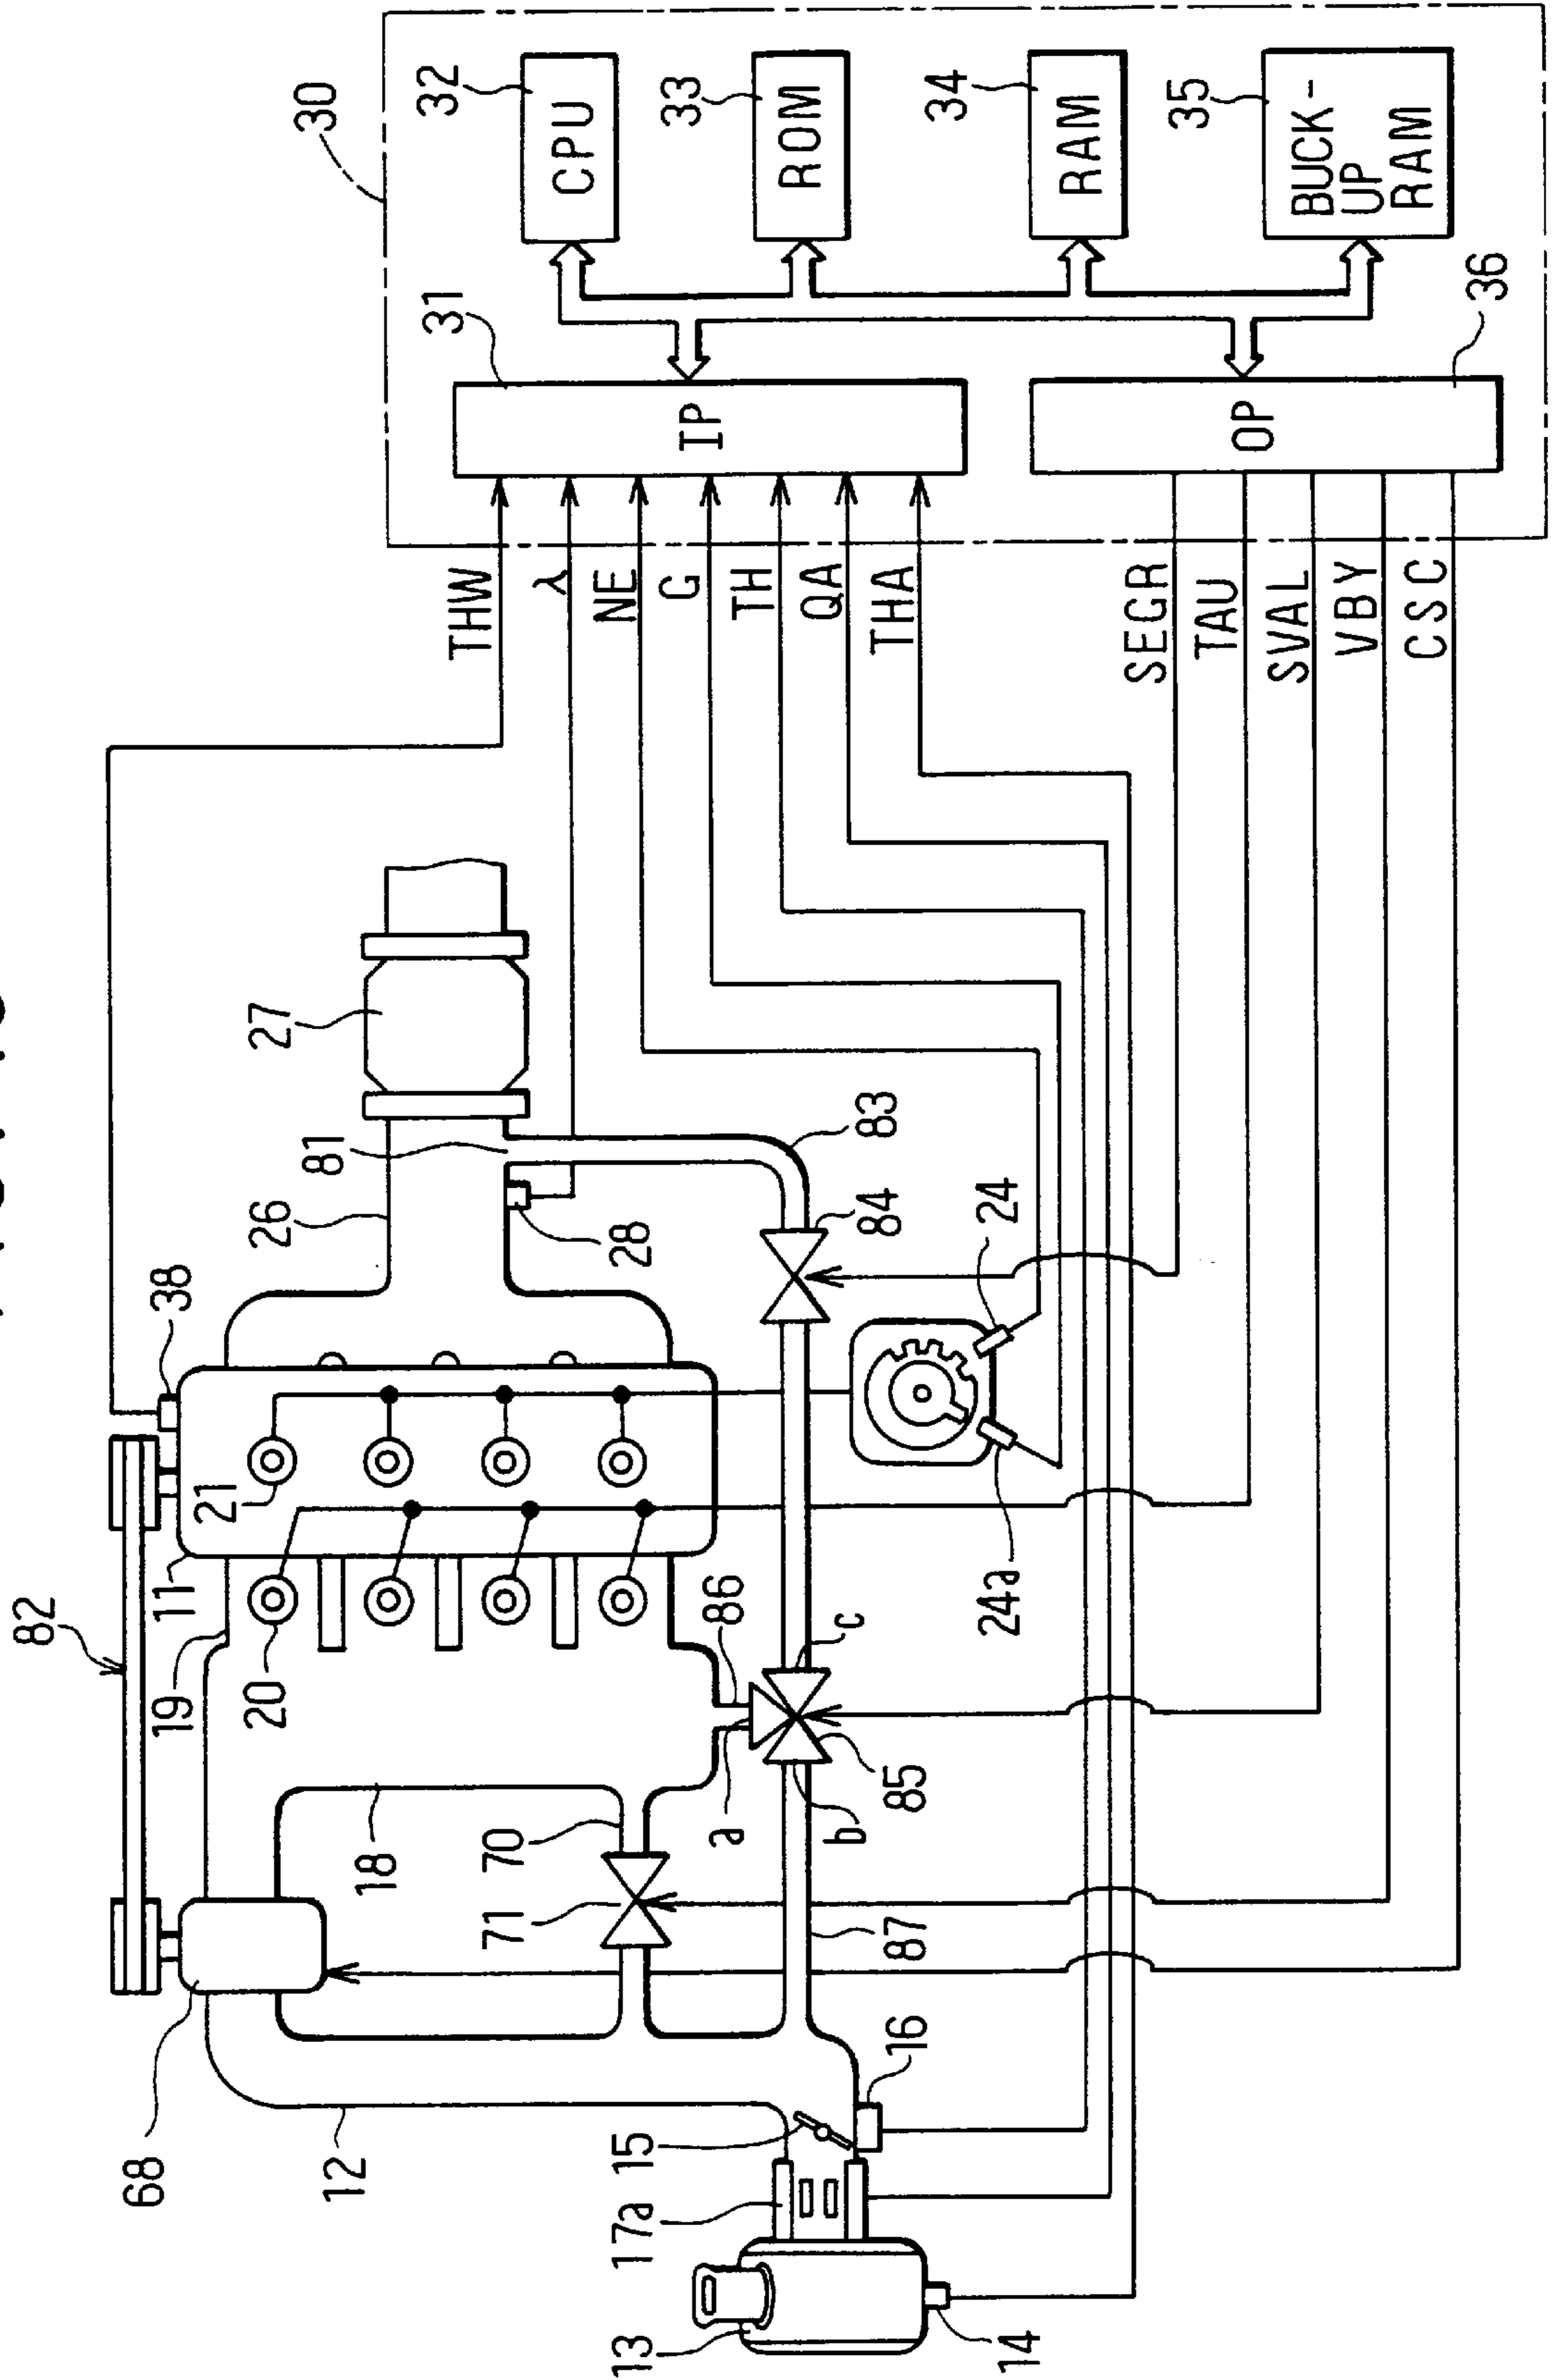 30
32
CPU
33
ROM
34
RAM
35
BUCK-
UP
RAM
31
IP
36
OP
THW
λ
NE
G
TH
QA
THA
SEGR
TAU
SVAL
VBY
CSC
27
81
83
26
28
84
24
38
21
11
82
19
20
24a
86
c
a
b
85
18
70
71
87
68
12
16
15
17a
13
14